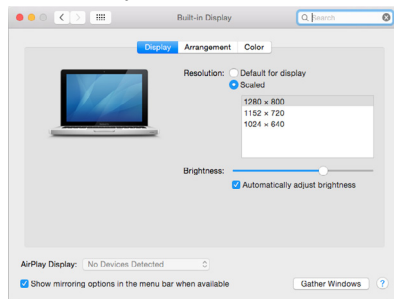 Built-in Display
Search
Display Arrangement Color
Resolution: Default for display
Scaled
1280 × 800
1152 × 720
1024 × 640
Brightness:
Automatically adjust brightness
AirPlay Display: No Devices Detected
Show mirroring options in the menu bar when available
Gather Windows ?